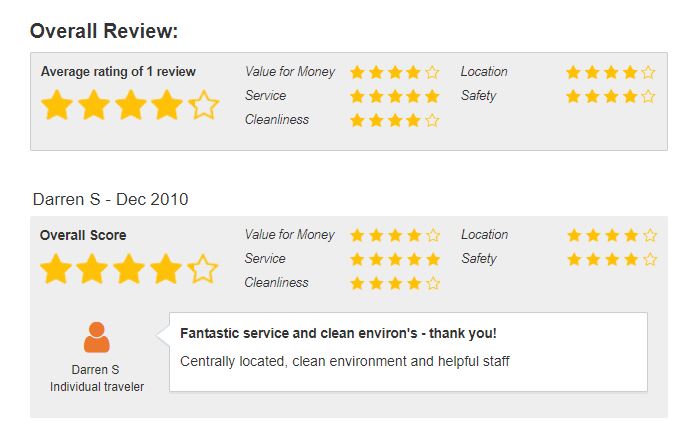 Overall Review:
Average rating of 1 review
Value for Money
Location
Service
Safety
Cleanliness
Darren S - Dec 2010
Overall Score
Value for Money
Location
Service
Safety
Cleanliness
Fantastic service and clean environ's - thank you!
Centrally located, clean environment and helpful staff
Darren S
Individual traveler